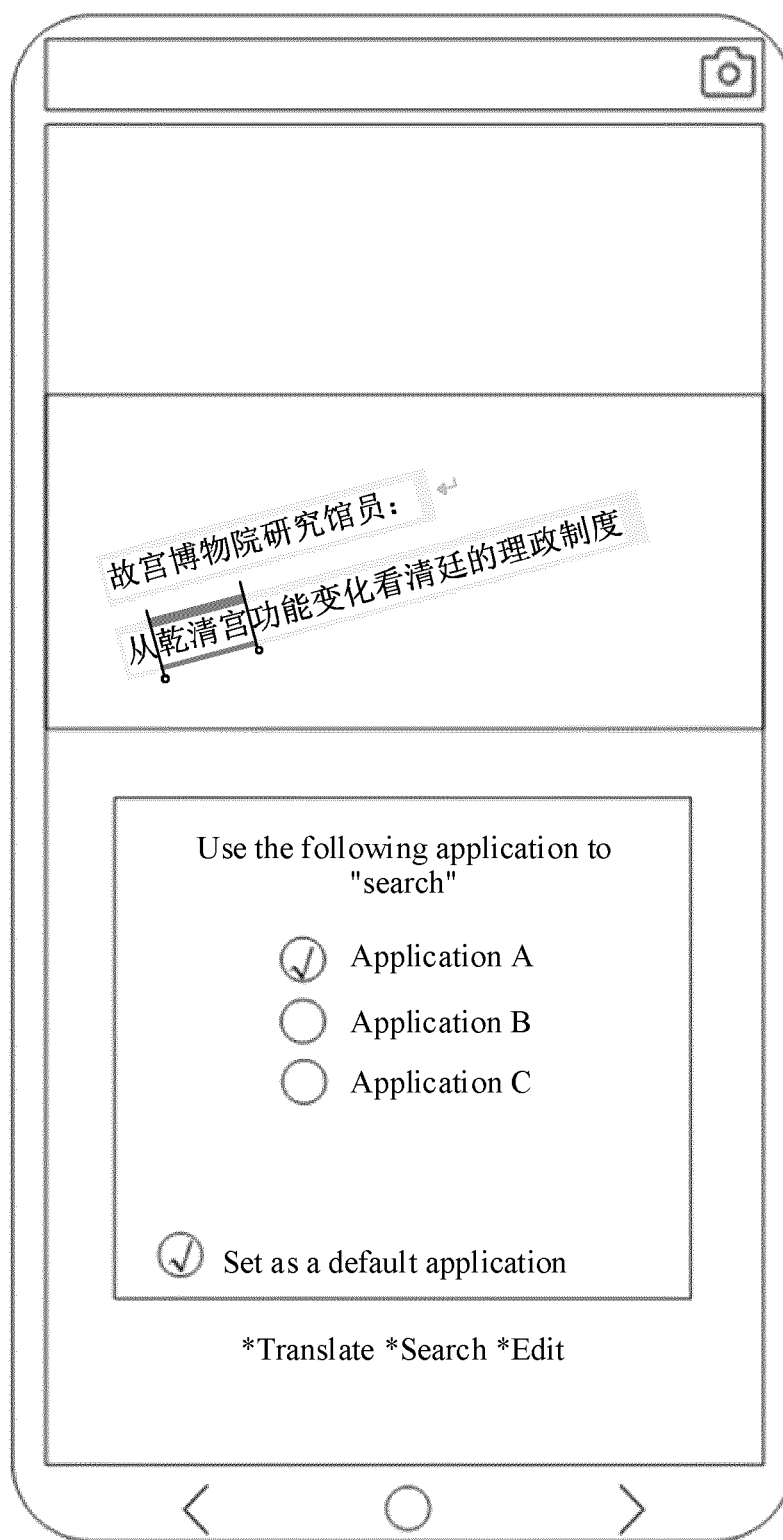 故宫博物院研究馆员：
从乾清宫功能变化看清廷的理政制度
Use the following application to
"search"
Application A
Application B
Application C
Set as a default application
*Translate *Search *Edit